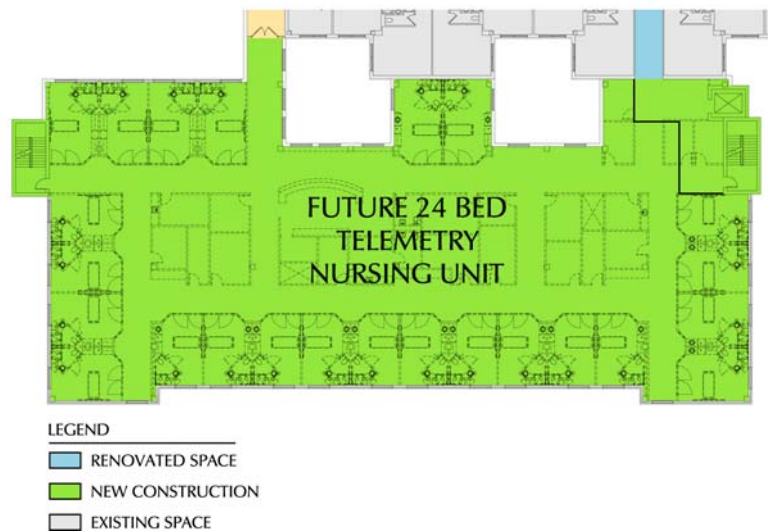 FUTURE 24 BED
TELEMETRY
NURSING UNIT
LEGEND
RENOVATED SPACE
NEW CONSTRUCTION
EXISTING SPACE